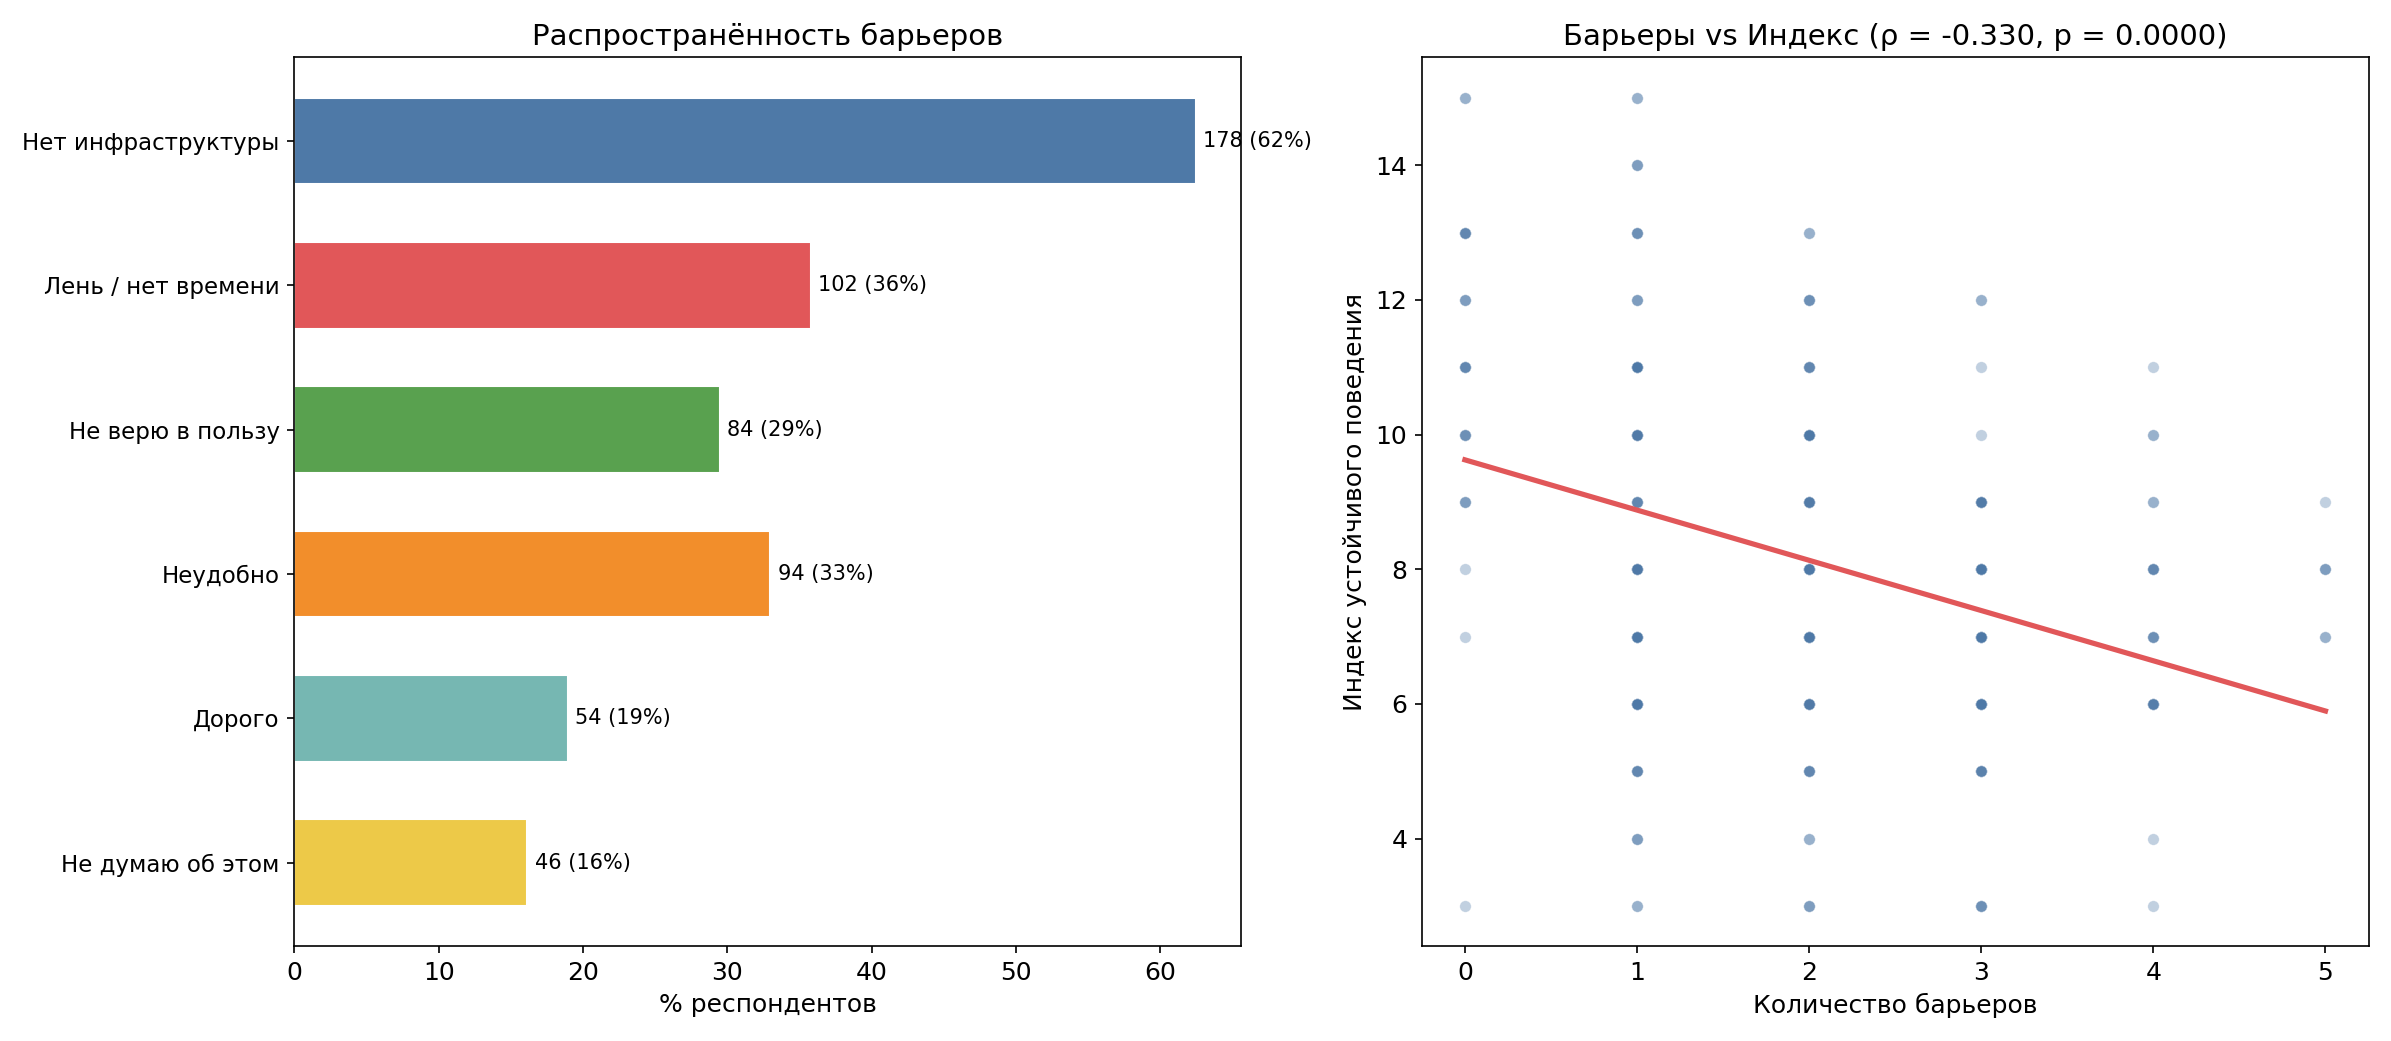 Распространённость барьеров
Нет инфраструктуры
178 (62%)
Лень / нет времени
102 (36%)
Не верю в пользу
84 (29%)
Неудобно
94 (33%)
Дорого
54 (19%)
Не думаю об этом
46 (16%)
0 10 20 30 40 50 60
% респондентов
Барьеры vs Индекс (ρ = -0.330, p = 0.0000)
Индекс устойчивого поведения
14
12
10
8
6
4
0 1 2 3 4 5
Количество барьеров